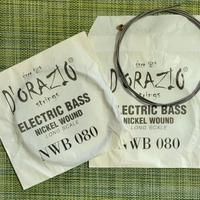 D'ORAZIO
strings
ELECTRIC BASS
NICKEL WOUND
LONG SCALE
NWB 080
D'ORAZIO
strings
ELECTRIC BASS
NICKEL WOUND
LONG SCALE
NWB 080